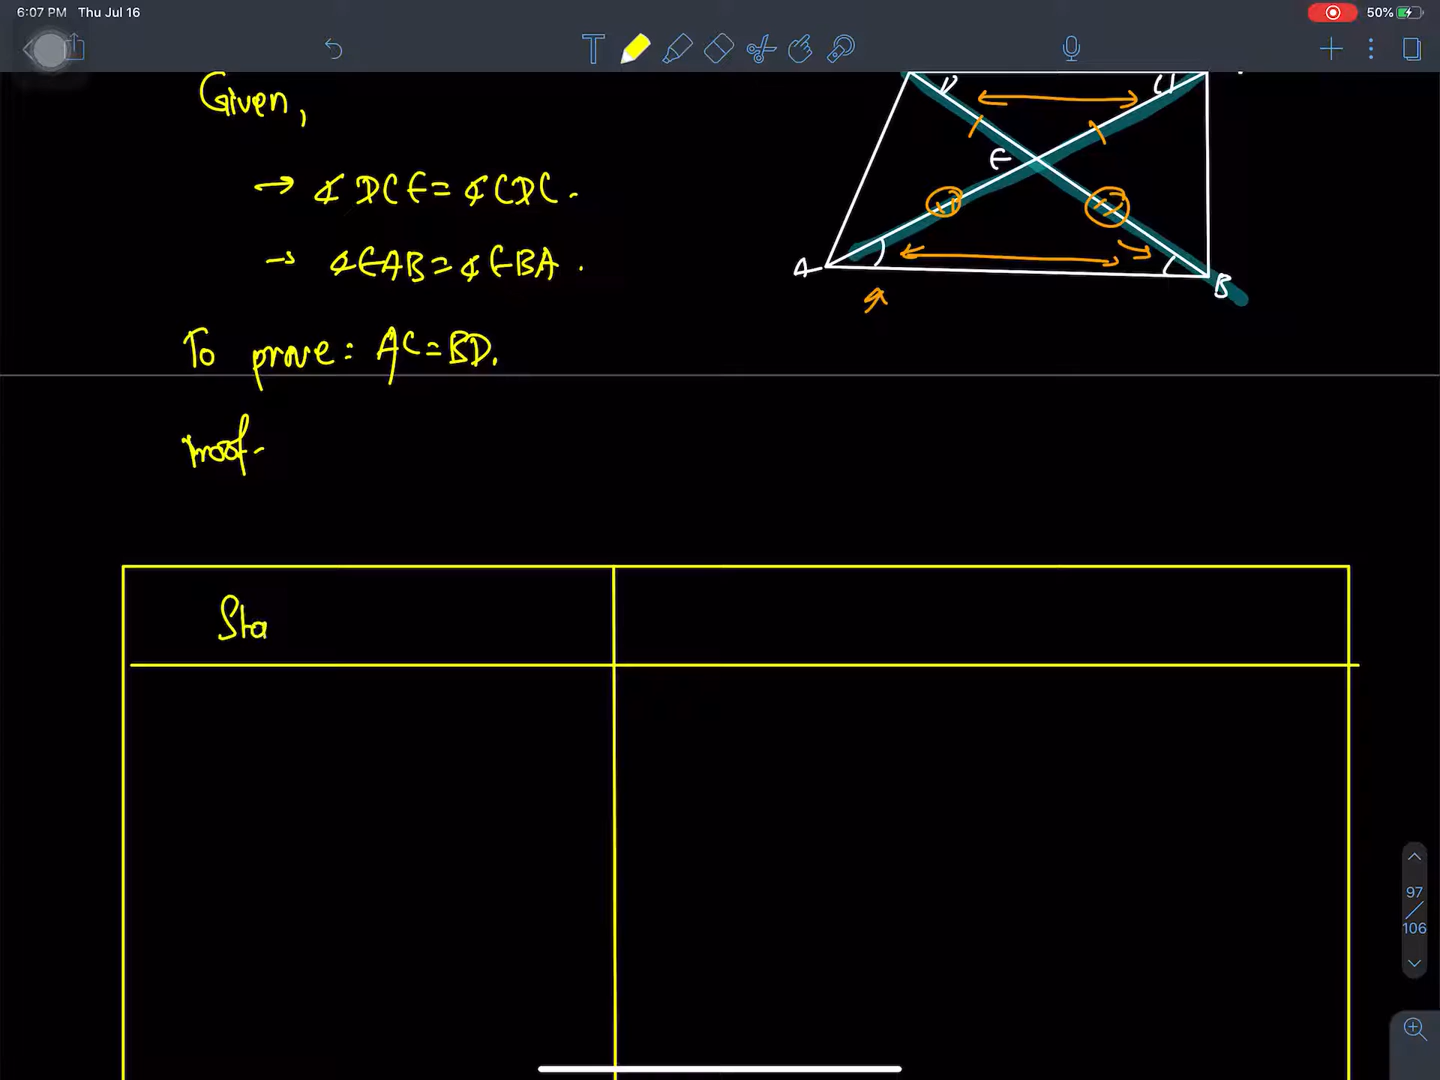 6:07 PM Thu Jul 16
50%
T
Given,
→ ∡DCE = ∡CDC.
E
→ ∡EAB = ∡EBA.
A
B
To prove: AC = BD.
Proof-
Sta
97
106